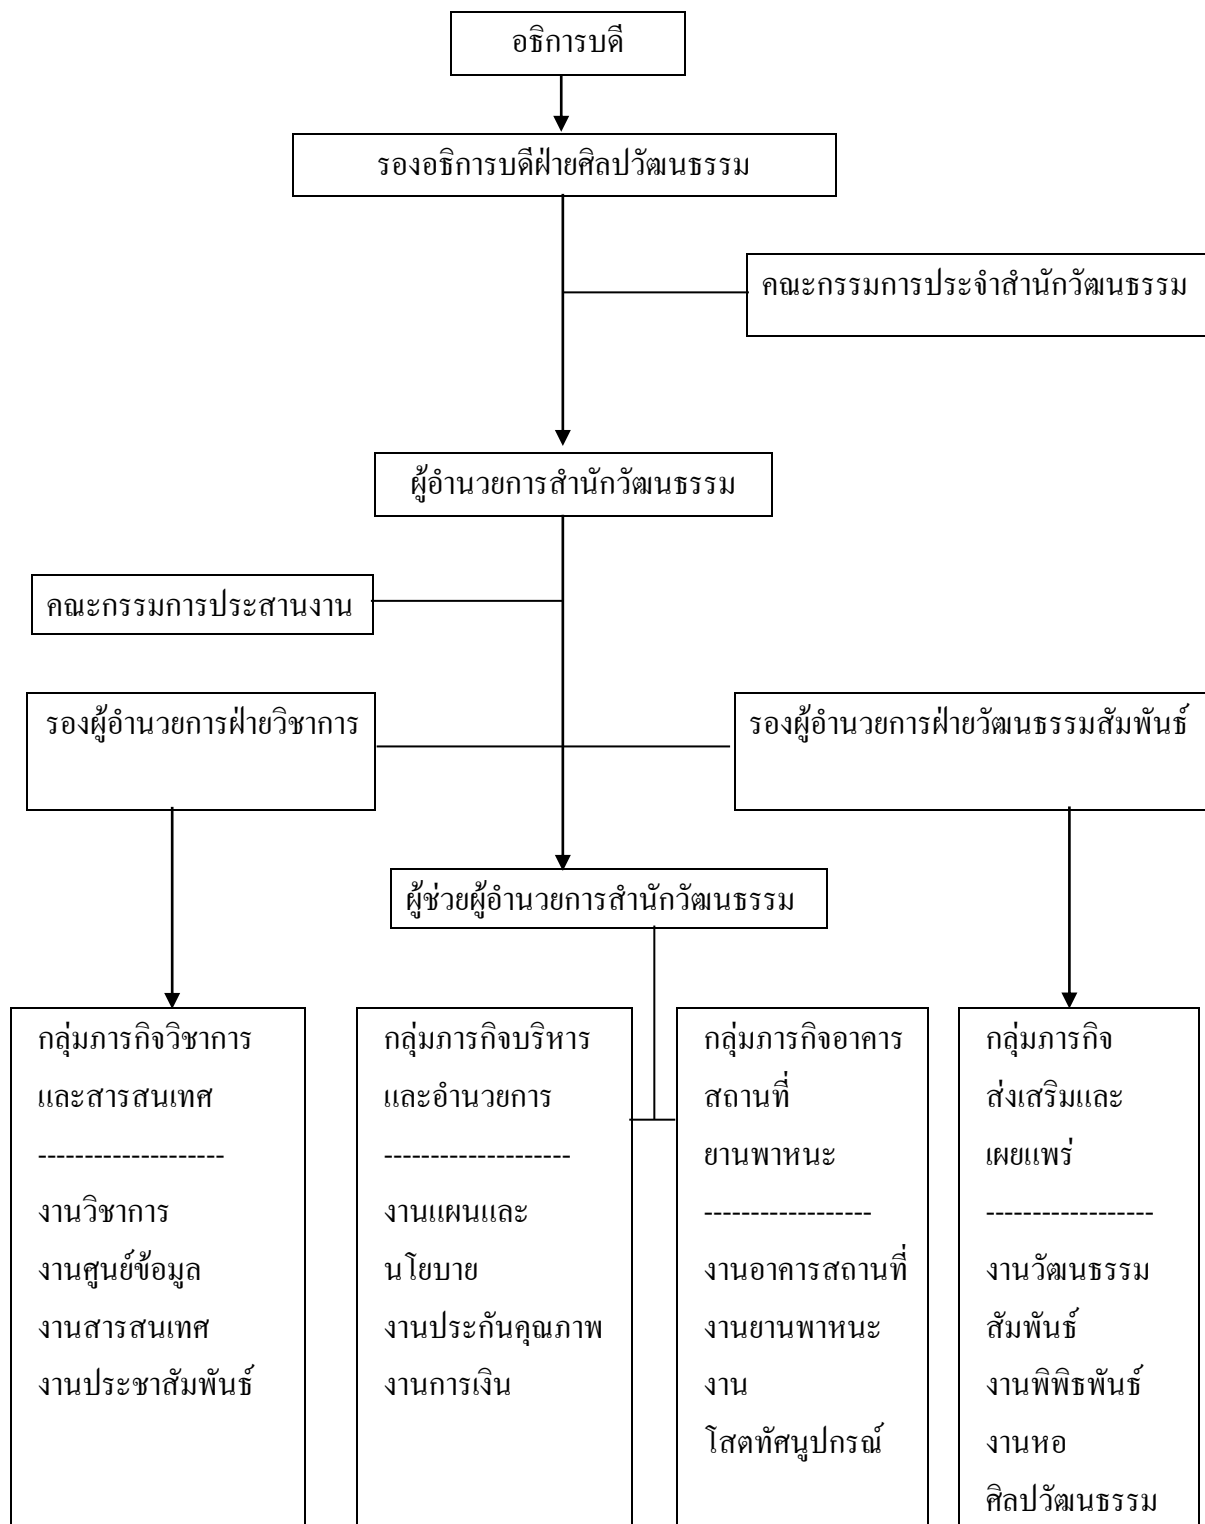 อธิการบดี
รองอธิการบดีฝ่ายศิลปวัฒนธรรม
คณะกรรมการประจำสำนักวัฒนธรรม
ผู้อำนวยการสำนักวัฒนธรรม
คณะกรรมการประสานงาน
รองผู้อำนวยการฝ่ายวิชาการ
รองผู้อำนวยการฝ่ายวัฒนธรรมสัมพันธ์
ผู้ช่วยผู้อำนวยการสำนักวัฒนธรรม
กลุ่มภารกิจวิชาการ
และสารสนเทศ
--------------------
งานวิชาการ
งานศูนย์ข้อมูล
งานสารสนเทศ
งานประชาสัมพันธ์
กลุ่มภารกิจบริหาร
และอำนวยการ
--------------------
งานแผนและ
นโยบาย
งานประกันคุณภาพ
งานการเงิน
กลุ่มภารกิจอาคาร
สถานที่
ยานพาหนะ
------------------
งานอาคารสถานที่
งานยานพาหนะ
งาน
โสตทัศนูปกรณ์
กลุ่มภารกิจ
ส่งเสริมและ
เผยแพร่
------------------
งานวัฒนธรรม
สัมพันธ์
งานพิพิธพันธ์
งานหอ
ศิลปวัฒนธรรม